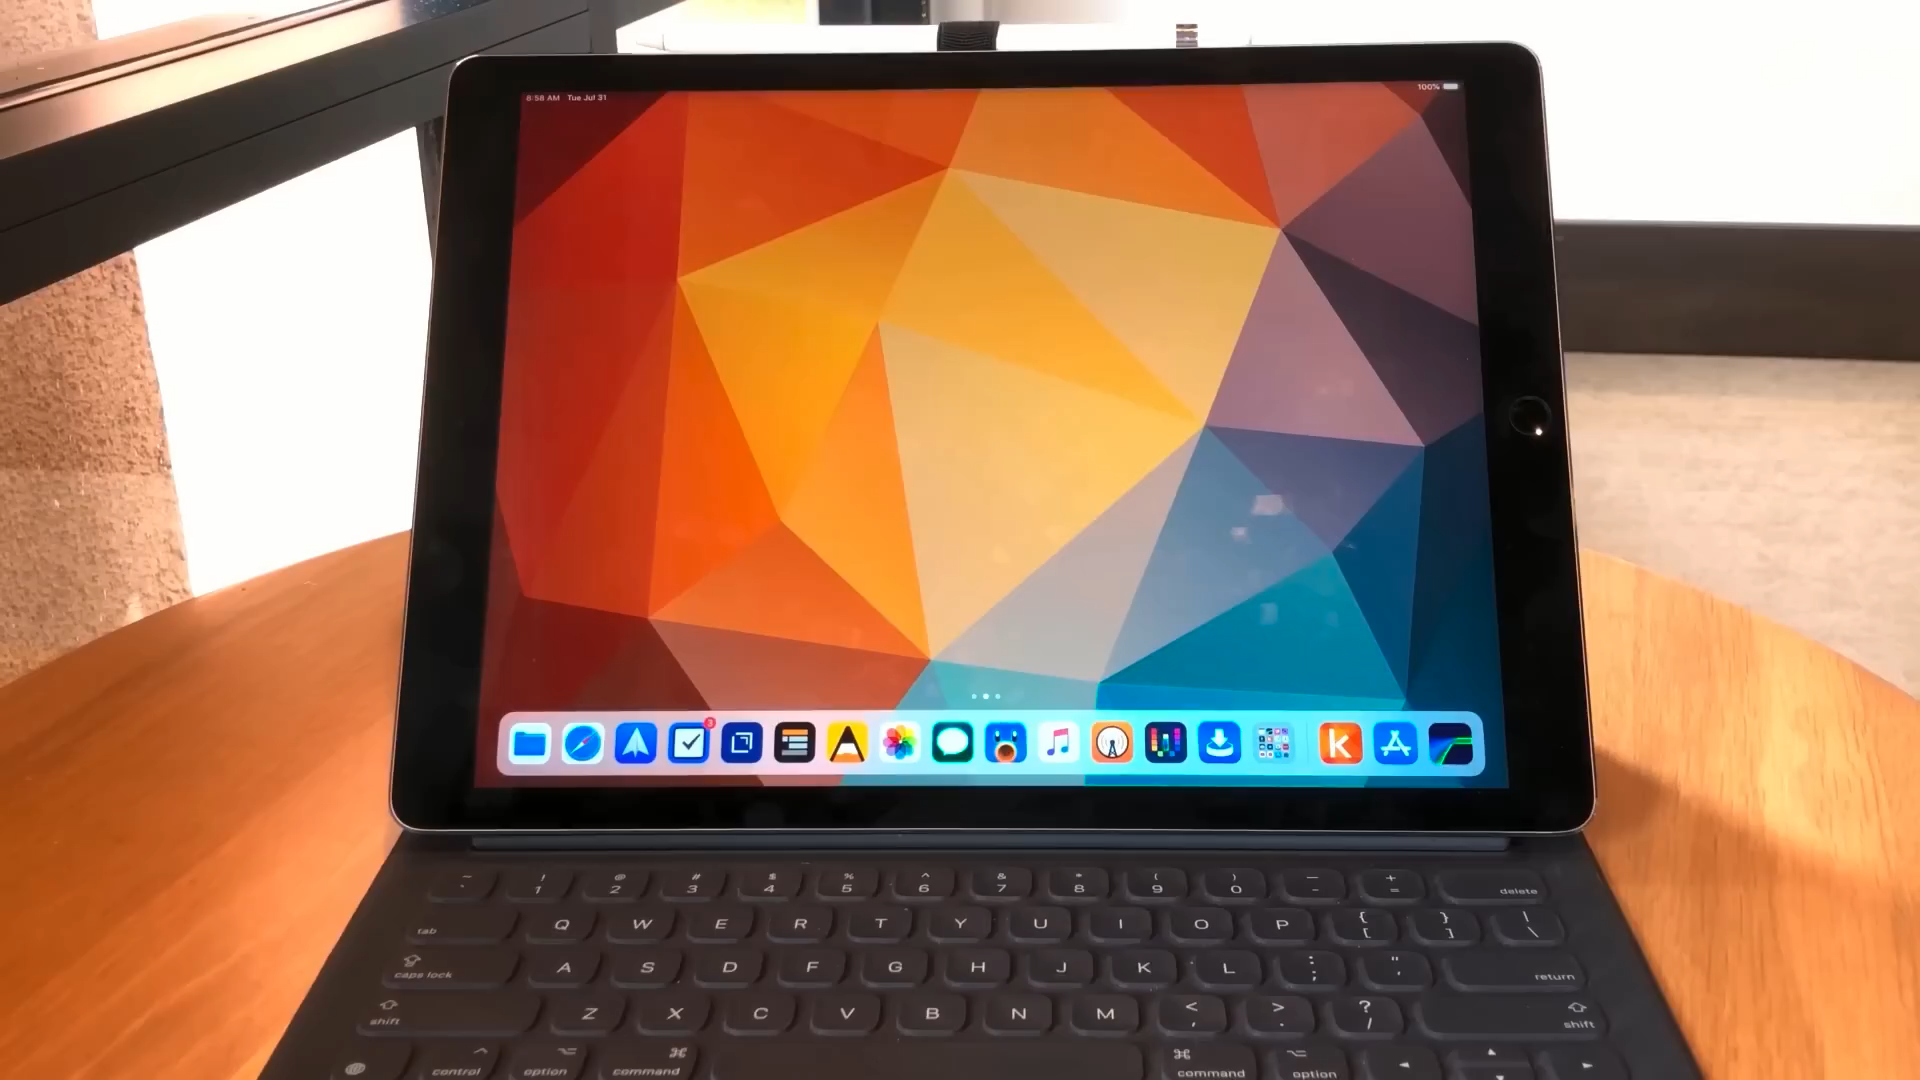 8:58 AM Tue Jul 31
100%
3
~ ! @ # $ % ^ & * ( ) — +
` 1 2 3 4 5 6 7 8 9 0 - = delete
tab Q W E R T Y U I O P { [ } ] | \
caps lock A S D F G H J K L : ; " ' return
shift Z X C V B N M < , > . ? / shift
control option command command option